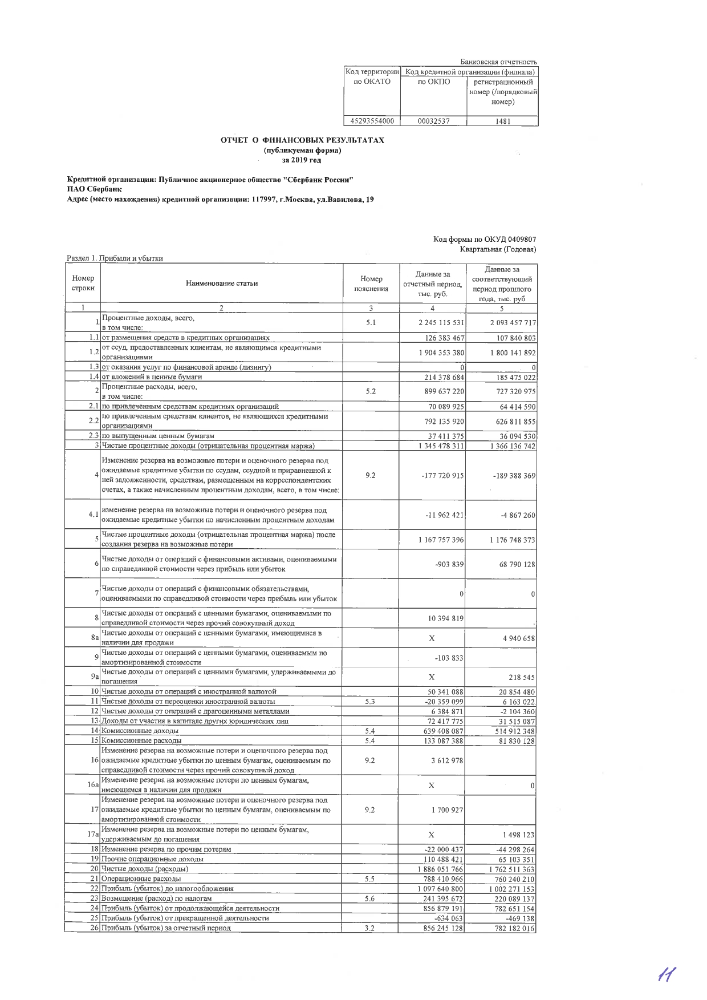 Банковская отчетность
Код территории по ОКАТО Код кредитной организации (филиала)
по ОКПО регистрационный номер (/порядковый номер)
45293554000 00032537 1481
ОТЧЕТ О ФИНАНСОВЫХ РЕЗУЛЬТАТАХ
(публикуемая форма)
за 2019 год
Кредитной организации: Публичное акционерное общество "Сбербанк России"
ПАО Сбербанк
Адрес (место нахождения) кредитной организации: 117997, г.Москва, ул.Вавилова, 19
Код формы по ОКУД 0409807
Квартальная (Годовая)
Раздел 1. Прибыли и убытки
Номер строки Наименование статьи Номер пояснения Данные за отчетный период, тыс. руб. Данные за соответствующий период прошлого года, тыс. руб
1 2 3 4 5
1. Процентные доходы, всего,
в том числе: 5.1 2 245 115 531 2 093 457 717
1.1 от размещения средств в кредитных организациях 126 383 467 107 840 803
1.2 от ссуд, предоставленных клиентам, не являющимся кредитными
организациями 1 904 353 380 1 800 141 892
1.3 от оказания услуг по финансовой аренде (лизингу) 0 0
1.4 от вложений в ценные бумаги 214 378 684 185 475 022
2 Процентные расходы, всего,
в том числе: 5.2 899 637 220 727 320 975
2.1 по привлеченным средствам кредитных организаций 70 089 925 64 414 590
2.2 по привлеченным средствам клиентов, не являющихся кредитными
организациями 792 135 920 626 811 855
2.3 по выпущенным ценным бумагам 37 411 375 36 094 530
3 Чистые процентные доходы (отрицательная процентная маржа) 1 345 478 311 1 366 136 742
4 Изменение резерва на возможные потери и оценочного резерва под
ожидаемые кредитные убытки по ссудам, ссудной и приравненной к
ней задолженности, средствам, размещенным на корреспондентских
счетах, а также начисленным процентным доходам, всего, в том числе: 9.2 -177 720 915 -189 388 369
4.1 изменение резерва на возможные потери и оценочного резерва под
ожидаемые кредитные убытки по начисленным процентным доходам -11 962 421 -4 867 260
5 Чистые процентные доходы (отрицательная процентная маржа) после
создания резерва на возможные потери 1 167 757 396 1 176 748 373
6 Чистые доходы от операций с финансовыми активами, оцениваемыми
по справедливой стоимости через прибыль или убыток -903 839 68 790 128
7 Чистые доходы от операций с финансовыми обязательствами,
оцениваемыми по справедливой стоимости через прибыль или убыток 0 0
8 Чистые доходы от операций с ценными бумагами, оцениваемыми по
справедливой стоимости через прочий совокупный доход 10 394 819
8а Чистые доходы от операций с ценными бумагами, имеющимися в
наличии для продажи X 4 940 658
9 Чистые доходы от операций с ценными бумагами, оцениваемым по
амортизированной стоимости -103 833
9а Чистые доходы от операций с ценными бумагами, удерживаемыми до
погашения X 218 545
10 Чистые доходы от операций с иностранной валютой 50 341 088 20 854 480
11 Чистые доходы от переоценки иностранной валюты 5.3 -20 359 099 6 163 022
12 Чистые доходы от операций с драгоценными металлами 6 384 871 -2 104 360
13 Доходы от участия в капитале других юридических лиц 72 417 775 31 515 087
14 Комиссионные доходы 5.4 639 408 087 514 912 348
15 Комиссионные расходы 5.4 133 087 388 81 830 128
16 Изменение резерва на возможные потери и оценочного резерва под
ожидаемые кредитные убытки по ценным бумагам, оцениваемым по
справедливой стоимости через прочий совокупный доход 9.2 3 612 978
16а Изменение резерва на возможные потери по ценным бумагам,
имеющимся в наличии для продажи X 0
17 Изменение резерва на возможные потери и оценочного резерва под
ожидаемые кредитные убытки по ценным бумагам, оцениваемым по
амортизированной стоимости 9.2 1 700 927
17а Изменение резерва на возможные потери по ценным бумагам,
удерживаемым до погашения X 1 498 123
18 Изменение резерва по прочим потерям -22 000 437 -44 298 264
19 Прочие операционные доходы 110 488 421 65 103 351
20 Чистые доходы (расходы) 1 886 051 766 1 762 511 363
21 Операционные расходы 5.5 788 410 966 760 240 210
22 Прибыль (убыток) до налогообложения 1 097 640 800 1 002 271 153
23 Возмещение (расход) по налогам 5.6 241 395 672 220 089 137
24 Прибыль (убыток) от продолжающейся деятельности 856 879 191 782 651 154
25 Прибыль (убыток) от прекращенной деятельности -634 063 -469 138
26 Прибыль (убыток) за отчетный период 3.2 856 245 128 782 182 016
11